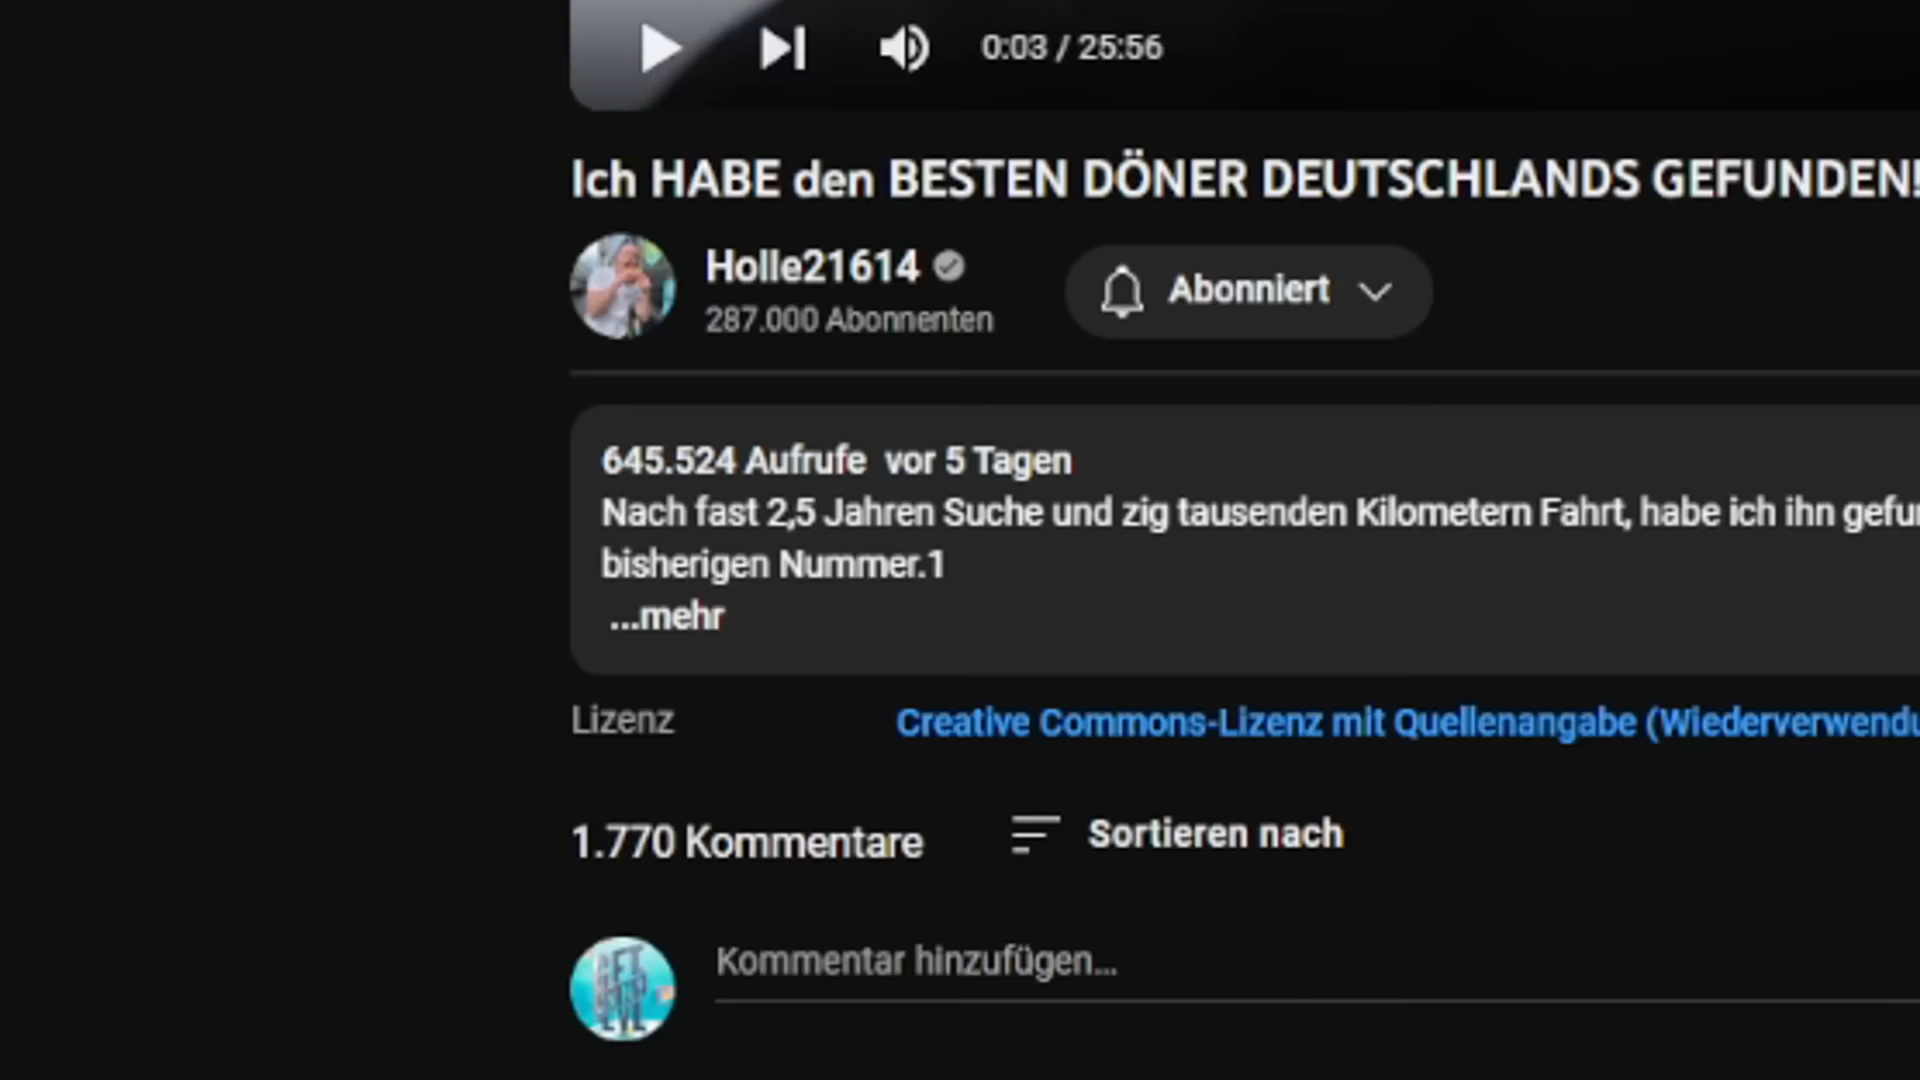 0:03 / 25:56
Ich HABE den BESTEN DÖNER DEUTSCHLANDS GEFUNDEN!
Holle21614
287.000 Abonnenten
Abonniert
645.524 Aufrufe vor 5 Tagen
Nach fast 2,5 Jahren Suche und zig tausenden Kilometern Fahrt, habe ich ihn
bisherigen Nummer.1
...mehr
Lizenz
Creative Commons-Lizenz mit Quellenangabe
1.770 Kommentare
Sortieren nach
Kommentar hinzufügen...